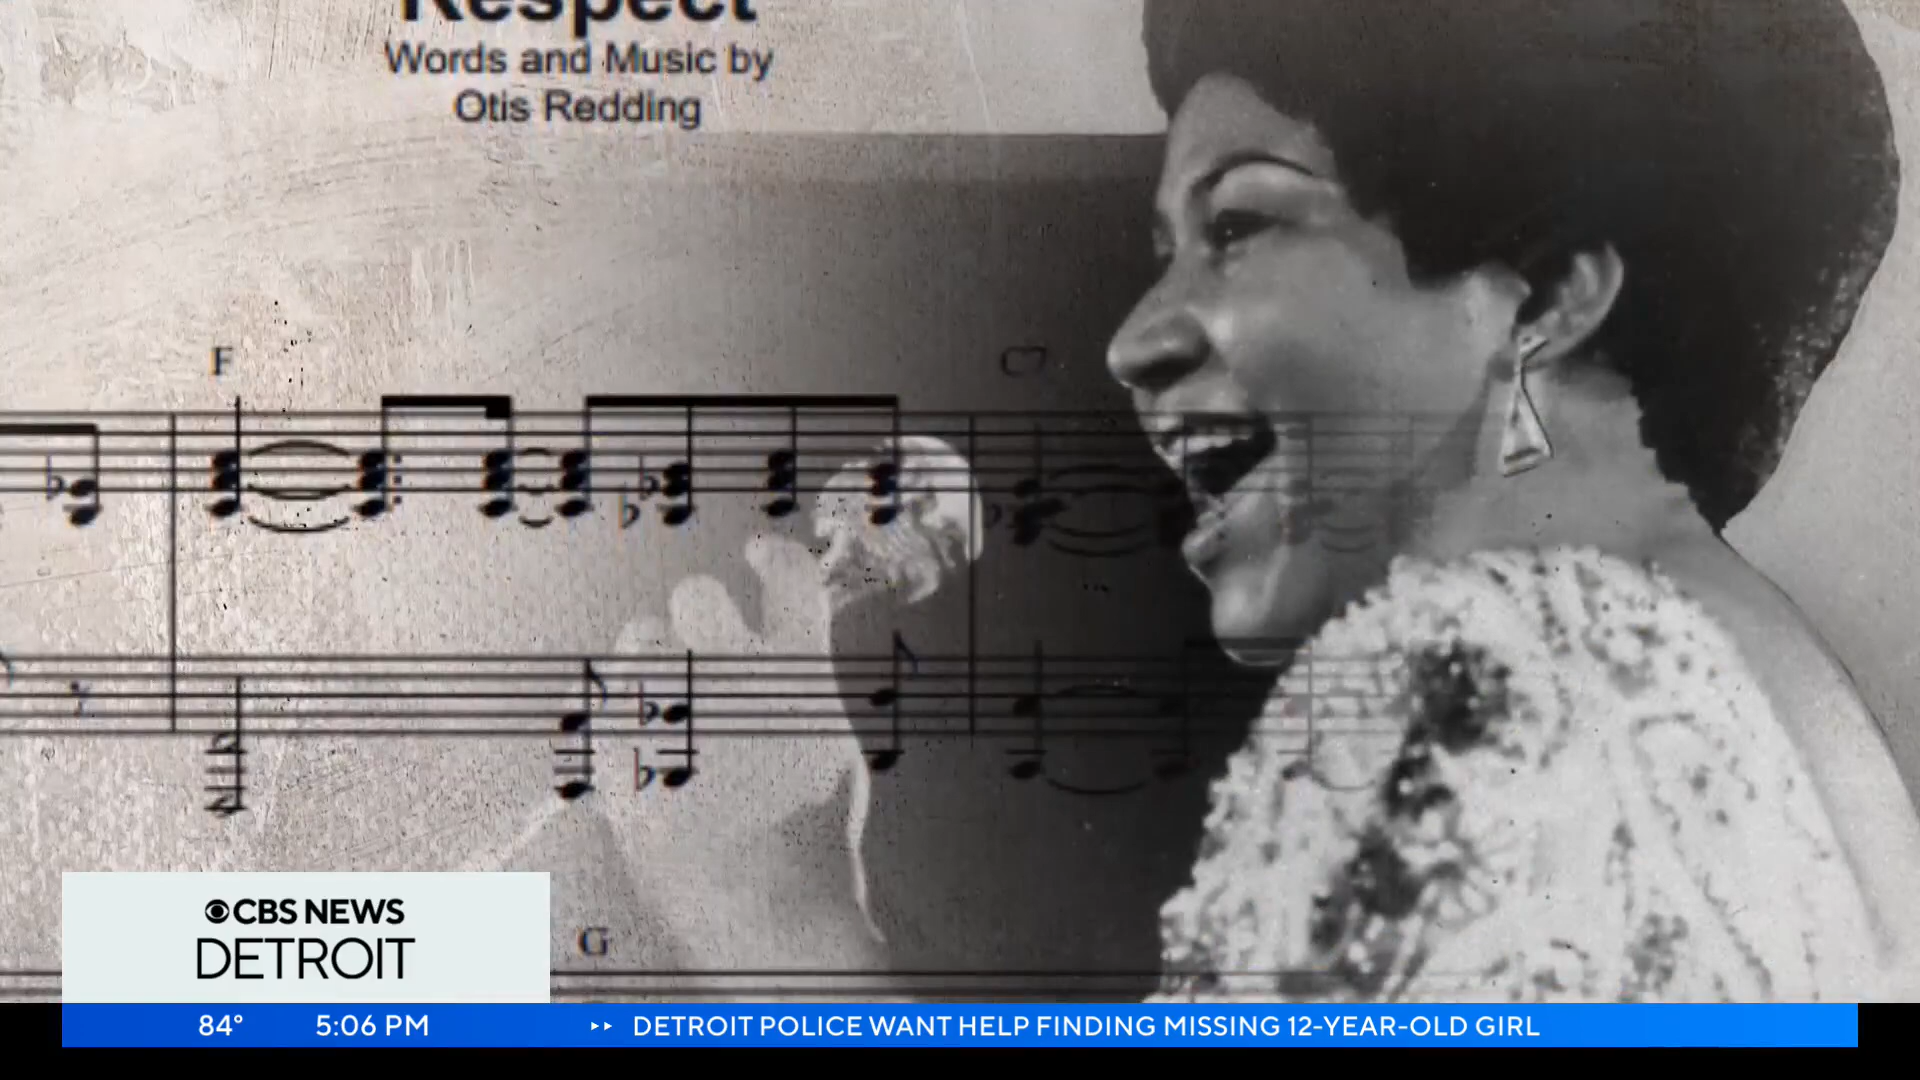 Respect
Words and Music by
Otis Redding
F
C7
G
CBS NEWS
DETROIT
84° 5:06 PM DETROIT POLICE WANT HELP FINDING MISSING 12-YEAR-OLD GIRL